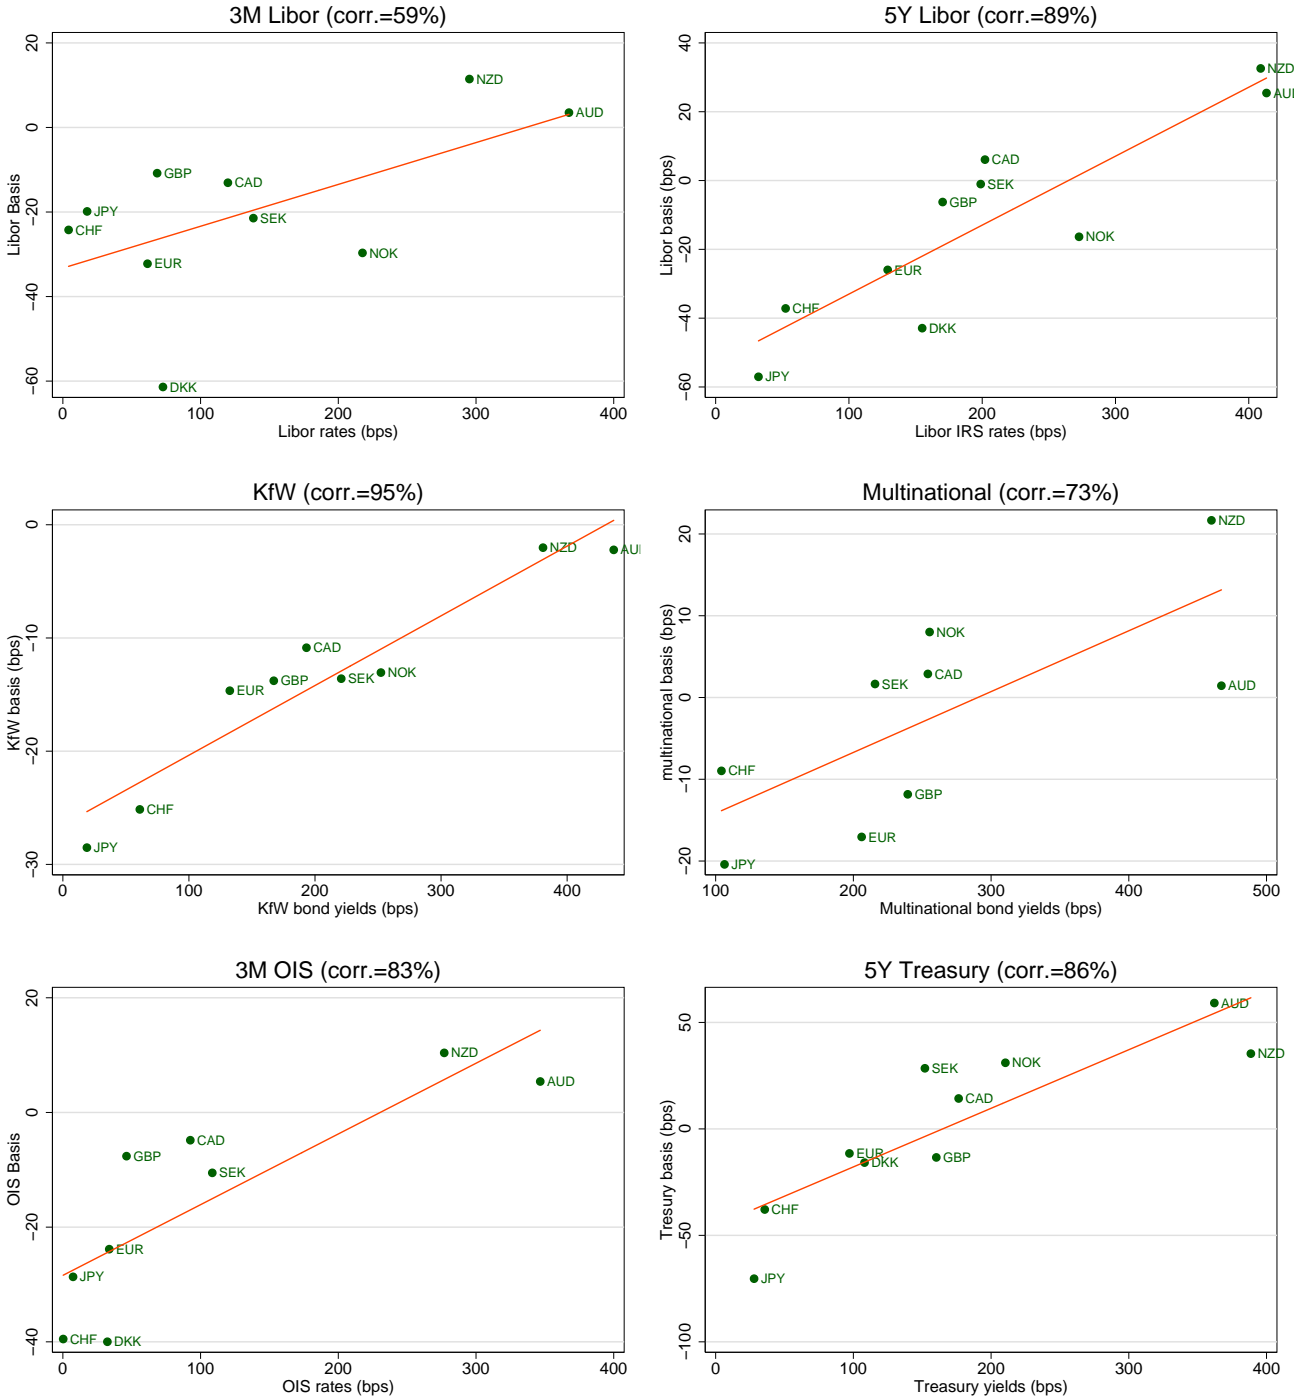 3M Libor (corr.=59%)
Libor Basis
20
0
−20
−40
−60
NZD
AUD
GBP
CAD
JPY
SEK
CHF
NOK
EUR
DKK
0 100 200 300 400
Libor rates (bps)
5Y Libor (corr.=89%)
Libor basis (bps)
40
20
0
−20
−40
−60
NZD
AU
CAD
SEK
GBP
NOK
EUR
CHF
DKK
JPY
0 100 200 300 400
Libor IRS rates (bps)
KfW (corr.=95%)
KfW basis (bps)
0
−10
−20
−30
NZD
AU
CAD
NOK
GBP
SEK
EUR
CHF
JPY
0 100 200 300 400
KfW bond yields (bps)
Multinational (corr.=73%)
multinational basis (bps)
20
10
0
−10
−20
NZD
NOK
CAD
SEK
AUD
CHF
GBP
EUR
JPY
100 200 300 400 500
Multinational bond yields (bps)
3M OIS (corr.=83%)
OIS Basis
20
0
−20
−40
NZD
AUD
CAD
GBP
SEK
EUR
JPY
CHF
DKK
0 100 200 300 400
OIS rates (bps)
5Y Treasury (corr.=86%)
Tresury basis (bps)
50
0
−50
−100
AUD
NZD
NOK
SEK
CAD
EUR
GBP
DKK
CHF
JPY
0 100 200 300 400
Treasury yields (bps)